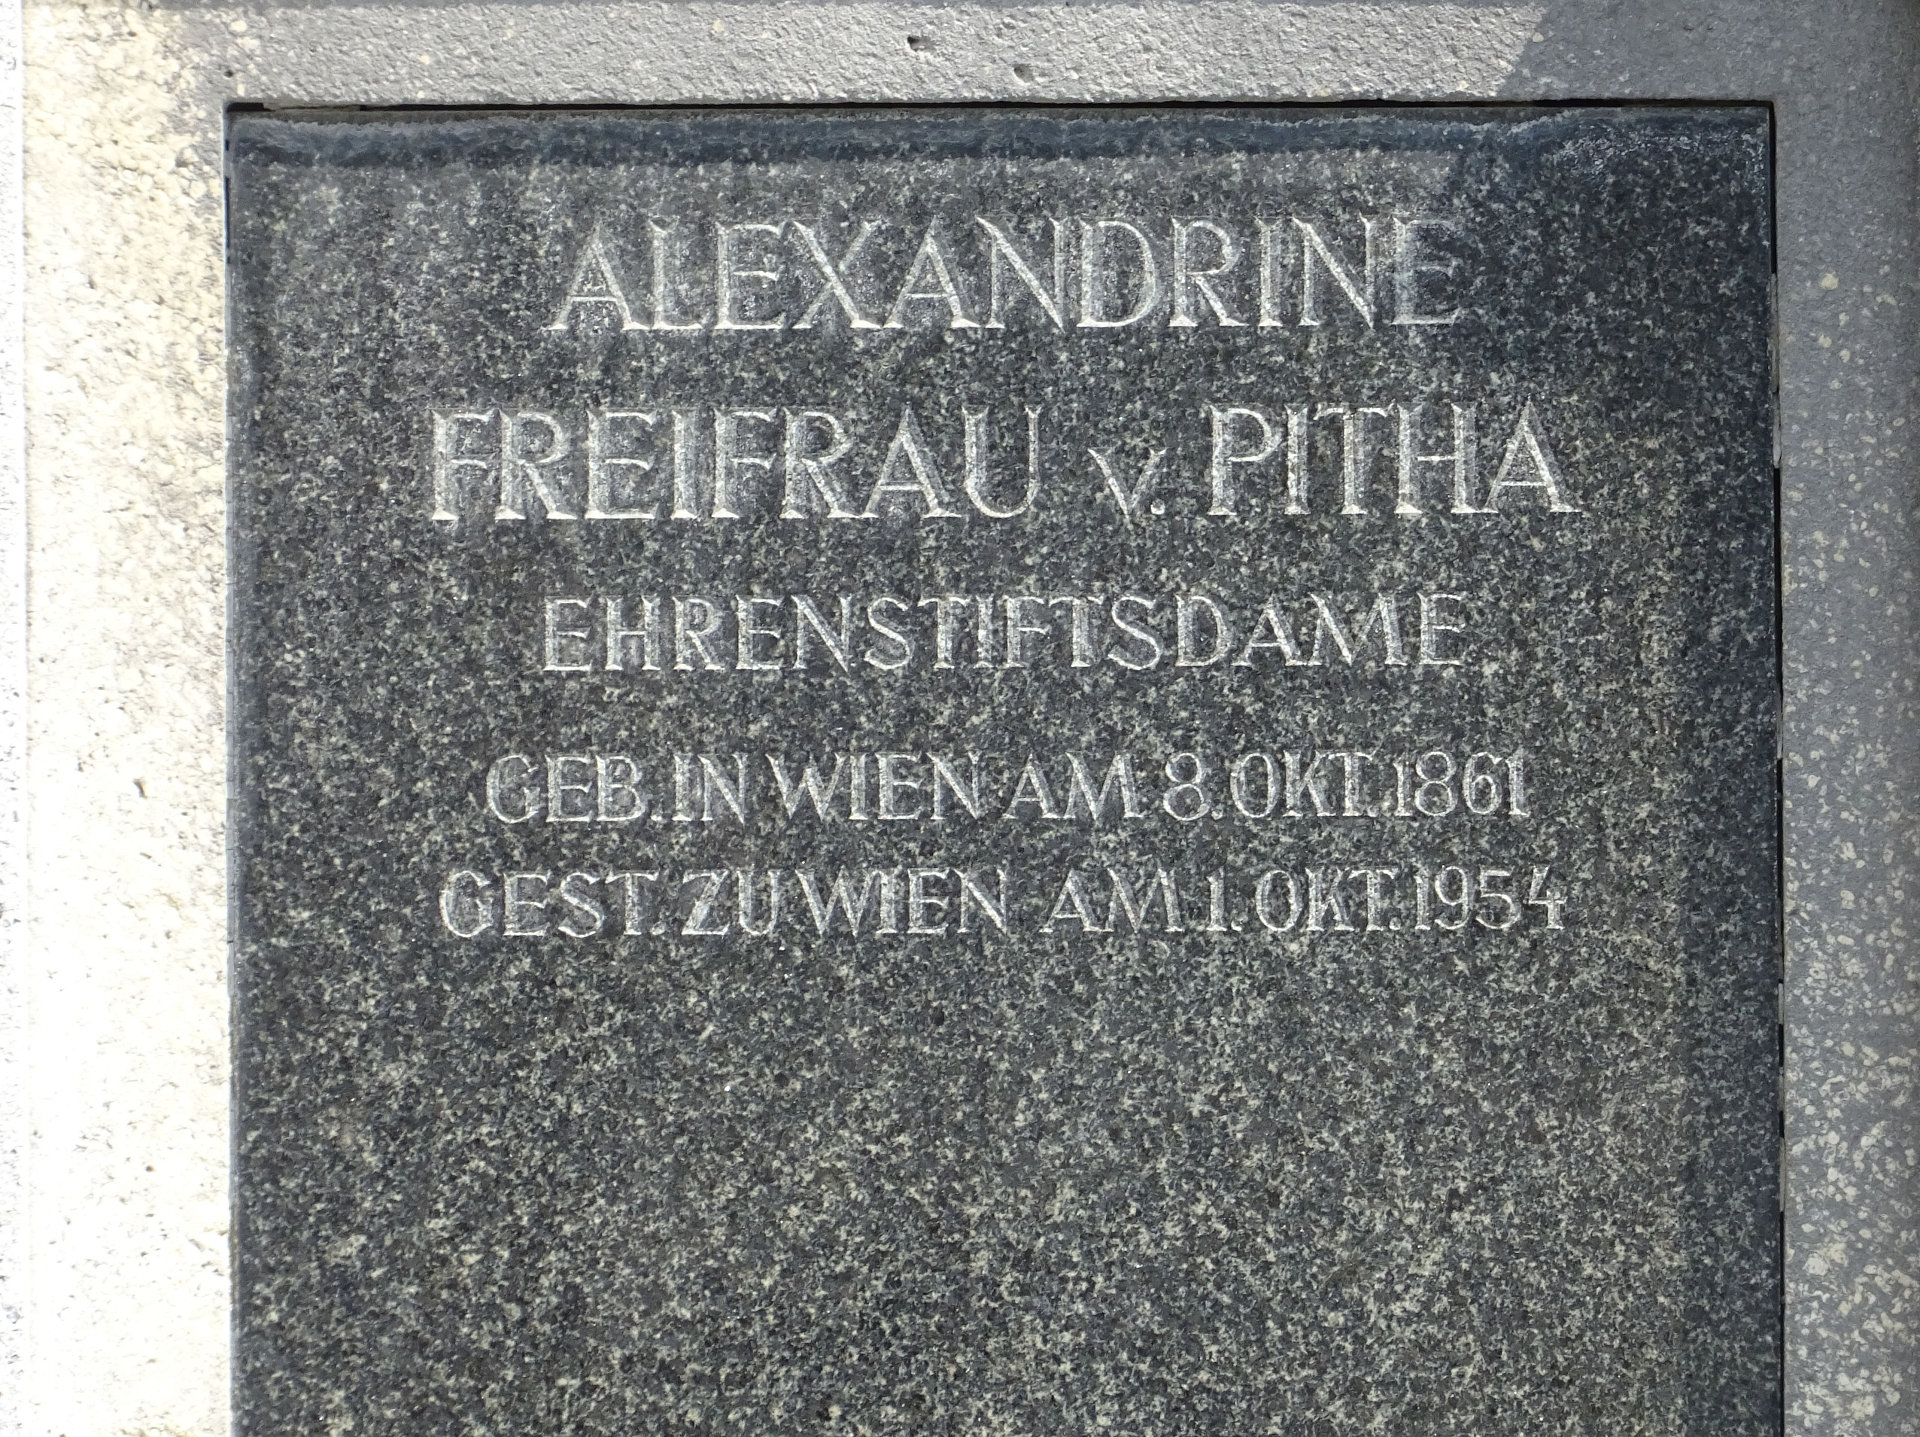 ALEXANDRINE
FREIFRAU v. PITHA
EHRENSTIFTSDAME
GEB. IN WIEN AM 8. OKT. 1861
GEST. ZU WIEN AM 1. OKT. 1954